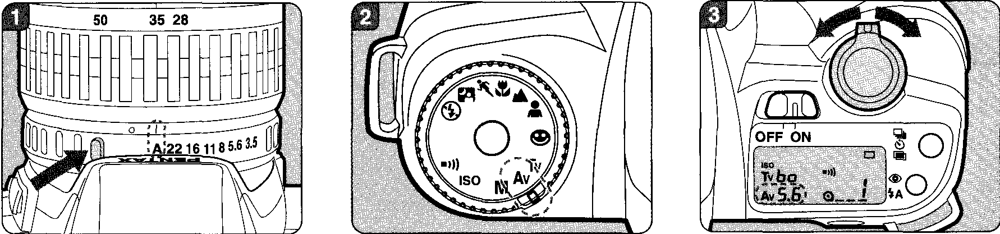 1
50 35 28
A 22 16 11 8 5.6 3.5
PENTAX
2
ISO M Av Tv
3
OFF ON
ISO
Tv bo
Av 5.6 1
A